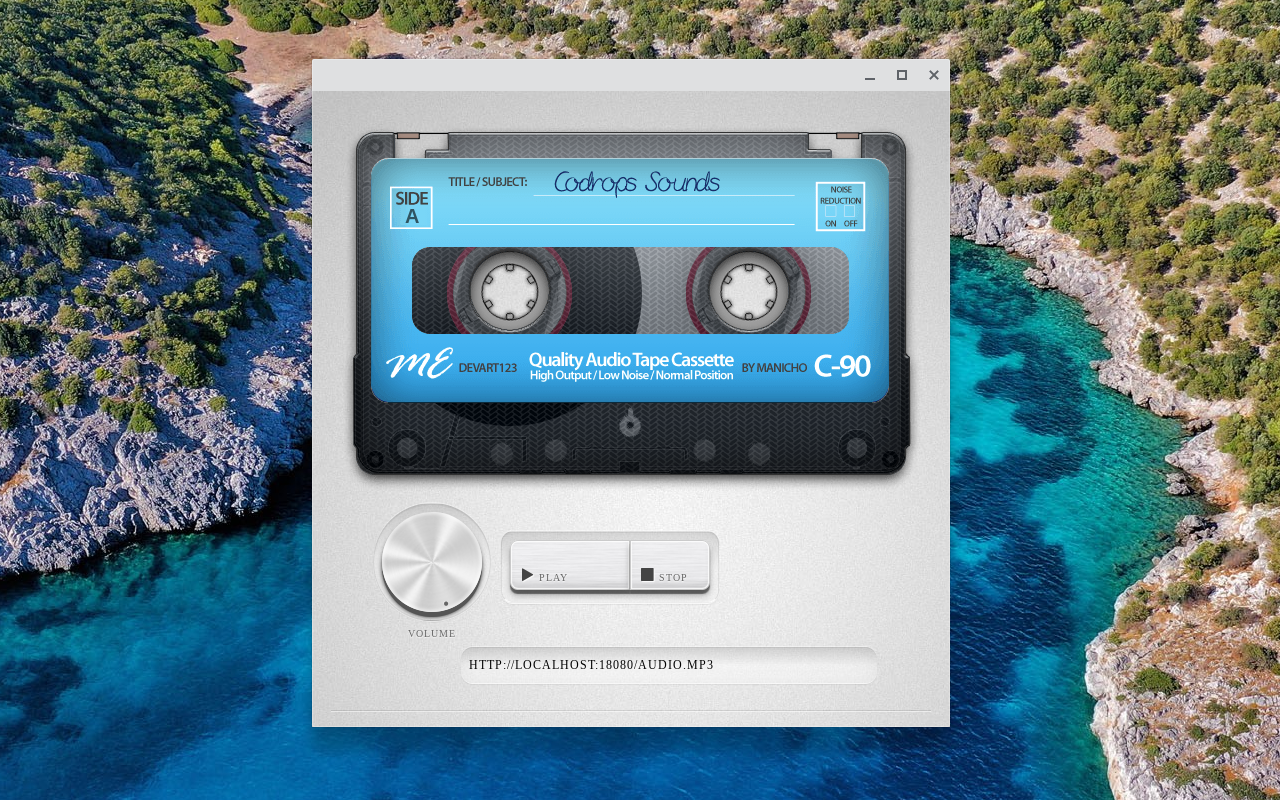 TITLE / SUBJECT: Codrops Sounds
SIDE
A
NOISE
REDUCTION
ON OFF
ME DEVART123
Quality Audio Tape Cassette
High Output / Low Noise / Normal Position
BY MANICHO C-90
PLAY STOP
VOLUME
HTTP://LOCALHOST:18080/AUDIO.MP3